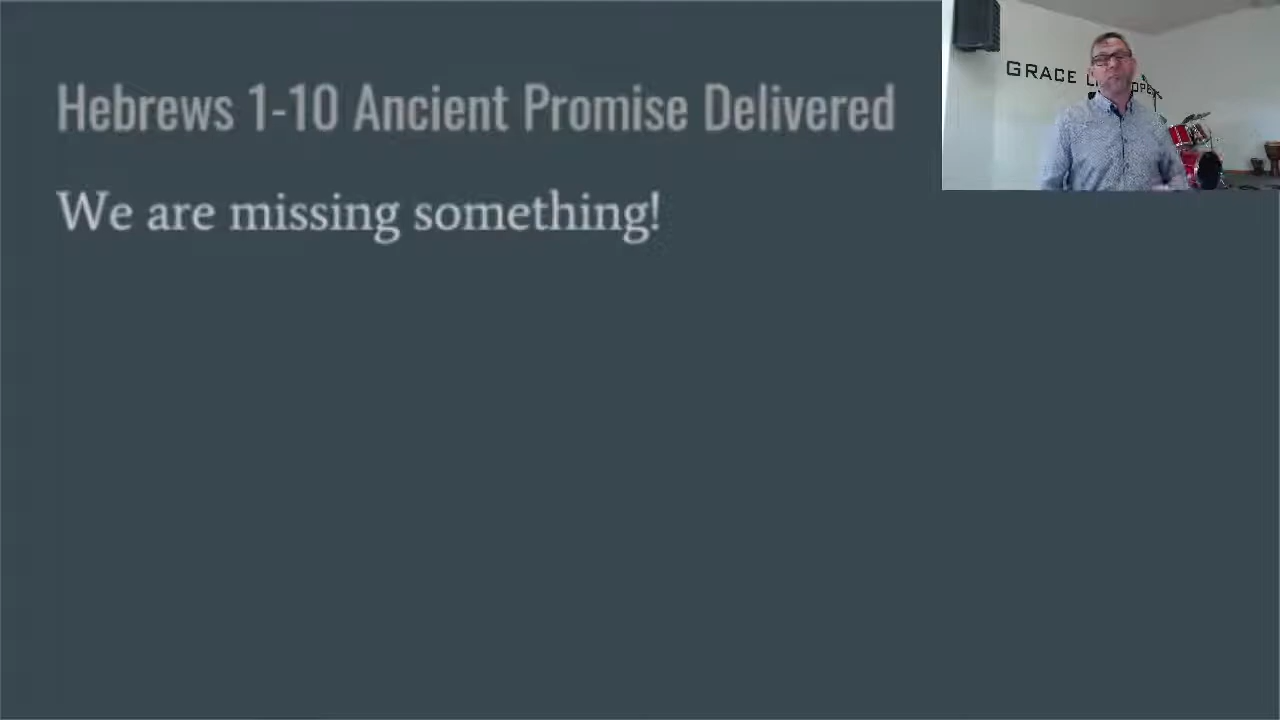 Hebrews 1-10 Ancient Promise Delivered
We are missing something!
GRACE